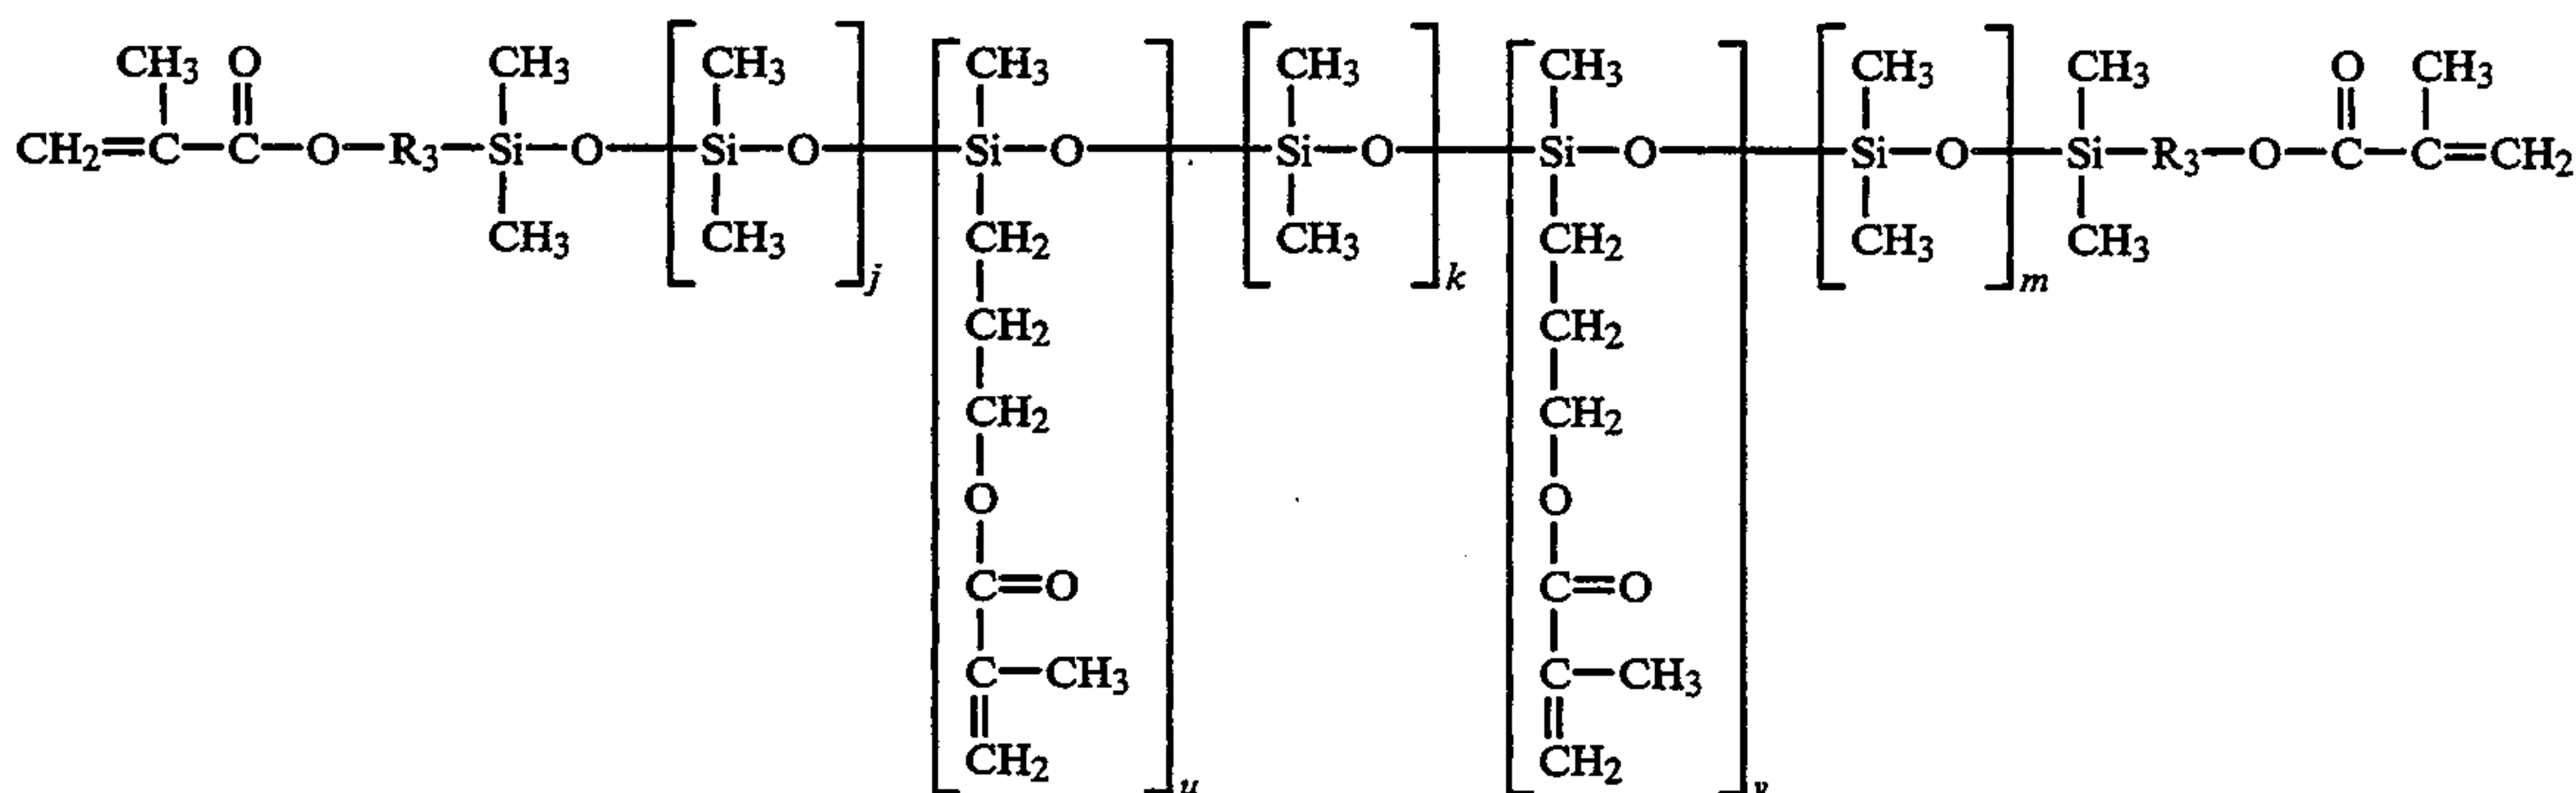 CH3 O CH3 CH3 CH3 CH3 CH3 CH3 CH3 O CH3
CH2=C—C—O—R3—Si—O—Si—O—Si—O—Si—O—Si—O—Si—O—Si—R3—O—C—C=CH2
CH3 CH3 CH2 CH3 CH2 CH3 CH3
j k m
CH2 CH2
CH2 CH2
O O
C=O C=O
C—CH3 C—CH3
CH2 CH2
u v